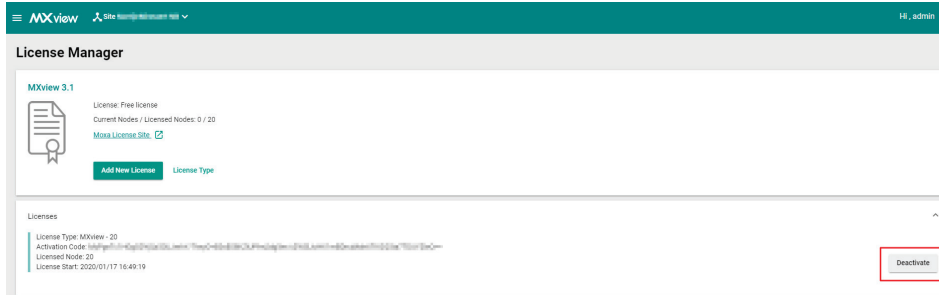 MXview Site
Hi , admin
License Manager
MXview 3.1
License: Free license
Current Nodes / Licensed Nodes: 0 / 20
Moxa License Site
Add New License License Type
Licenses
License Type: MXview - 20
Activation Code:
Licensed Node: 20
License Start: 2020/01/17 16:49:19
Deactivate